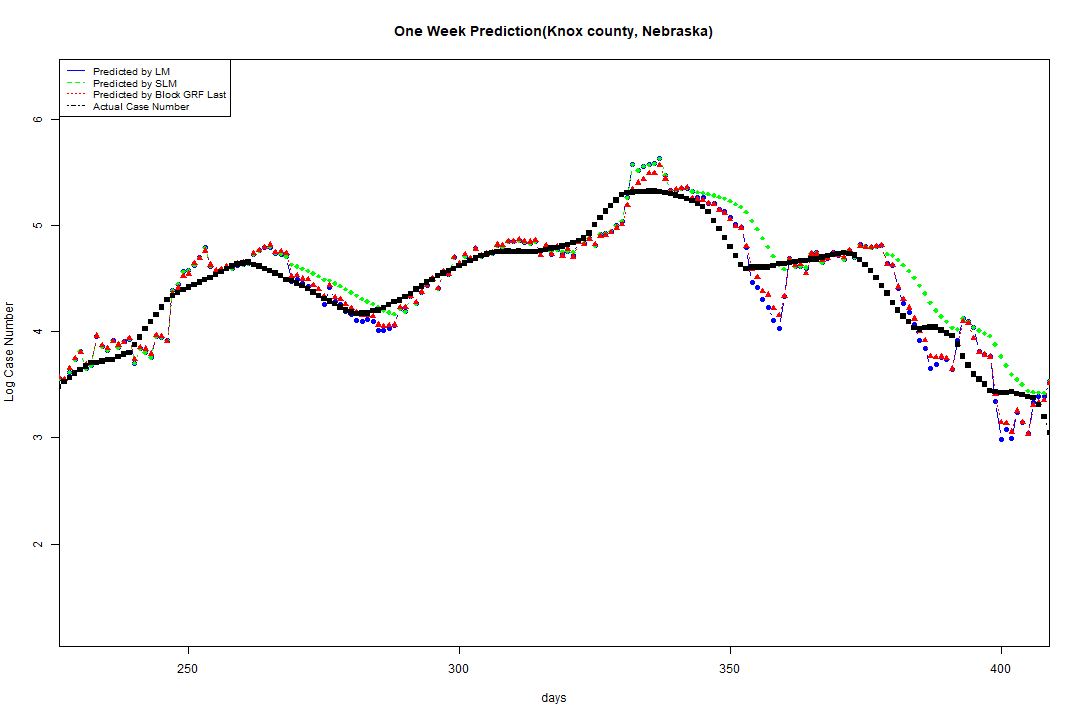 One Week Prediction(Knox county, Nebraska)
Predicted by LM
Predicted by SLM
Predicted by Block GRF Last
Actual Case Number
Log Case Number
6
5
4
3
2
250 300 350 400
days